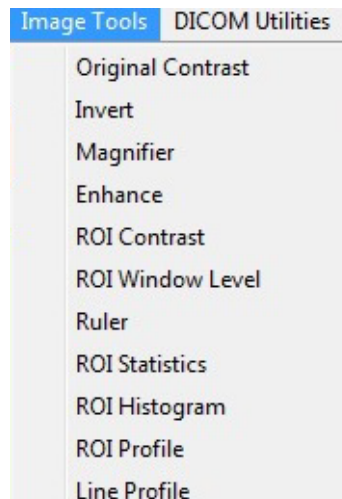 Image Tools DICOM Utilities
Original Contrast
Invert
Magnifier
Enhance
ROI Contrast
ROI Window Level
Ruler
ROI Statistics
ROI Histogram
ROI Profile
Line Profile